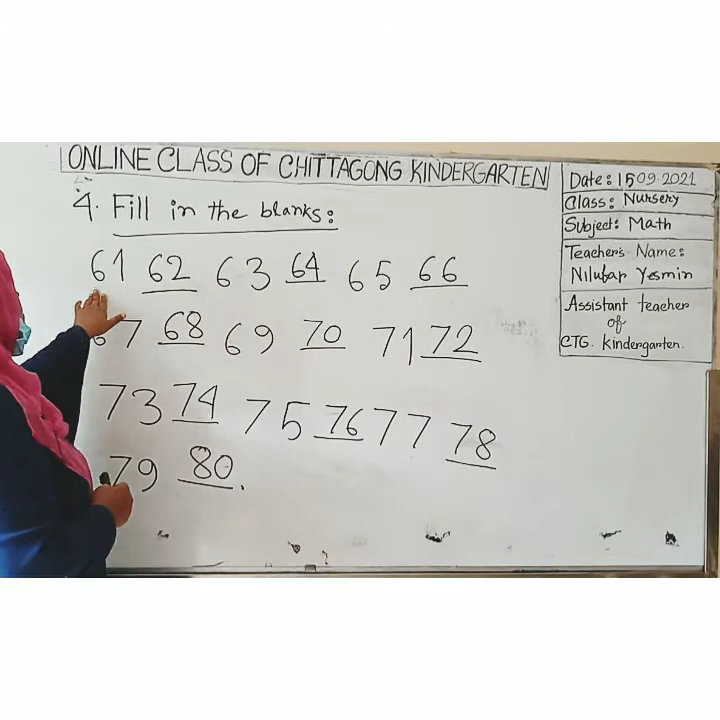 ONLINE CLASS OF CHITTAGONG KINDERGARTEN
4. Fill in the blanks:
61 62 63 64 65 66
67 68 69 70 71 72
73 74 75 76 77 78
79 80.
Date: 15 09.2021
Class: Nursery
Subject: Math
Teacher's Name:
Nilufar Yesmin
Assistant teacher
of
CTG. Kindergarten.